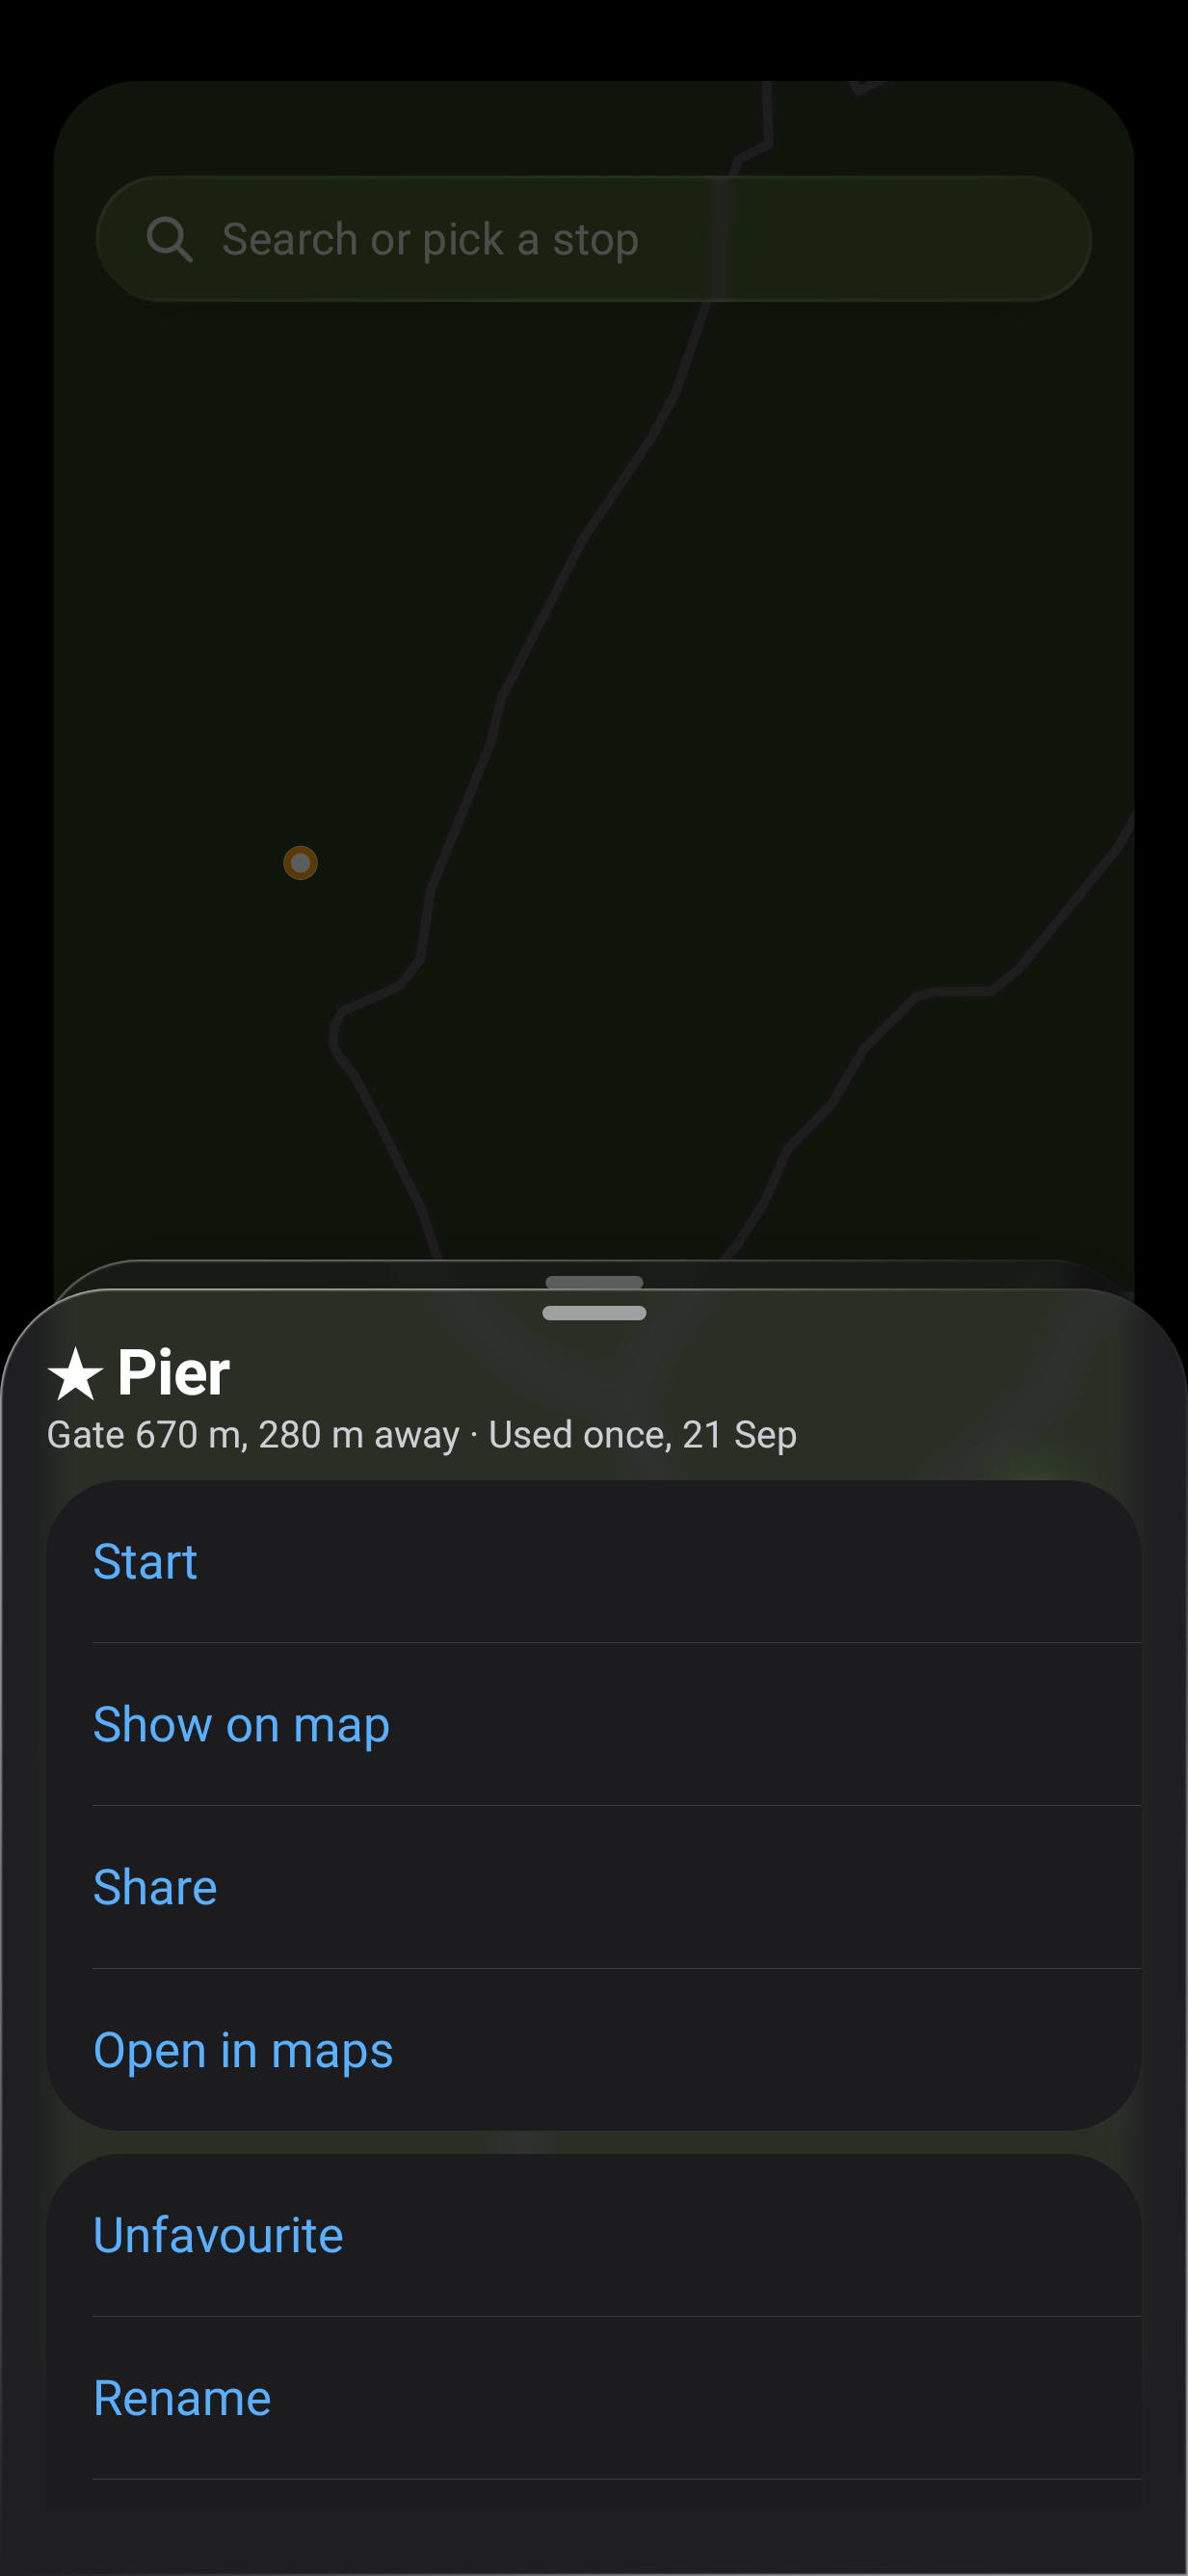 Search or pick a stop
★ Pier
Gate 670 m, 280 m away · Used once, 21 Sep
Start
Show on map
Share
Open in maps
Unfavourite
Rename